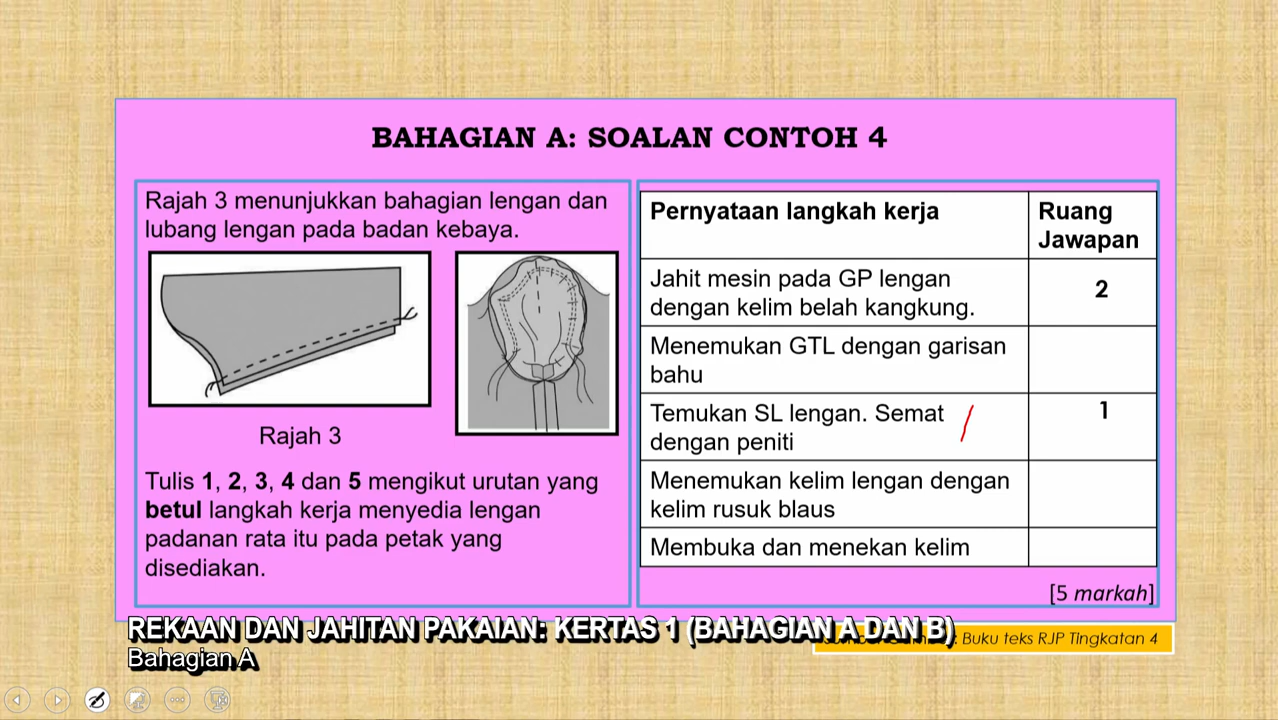 BAHAGIAN A: SOALAN CONTOH 4
Rajah 3 menunjukkan bahagian lengan dan
lubang lengan pada badan kebaya.
Rajah 3
Tulis 1, 2, 3, 4 dan 5 mengikut urutan yang
betul langkah kerja menyedia lengan
padanan rata itu pada petak yang
disediakan.
Pernyataan langkah kerja
Ruang
Jawapan
Jahit mesin pada GP lengan
dengan kelim belah kangkung.
2
Menemukan GTL dengan garisan
bahu
Temukan SL lengan. Semat
dengan peniti
1
Menemukan kelim lengan dengan
kelim rusuk blaus
Membuka dan menekan kelim
[5 markah]
REKAAN DAN JAHITAN PAKAIAN: KERTAS 1 (BAHAGIAN A DAN B)
Bahagian A
: Buku teks RJP Tingkatan 4